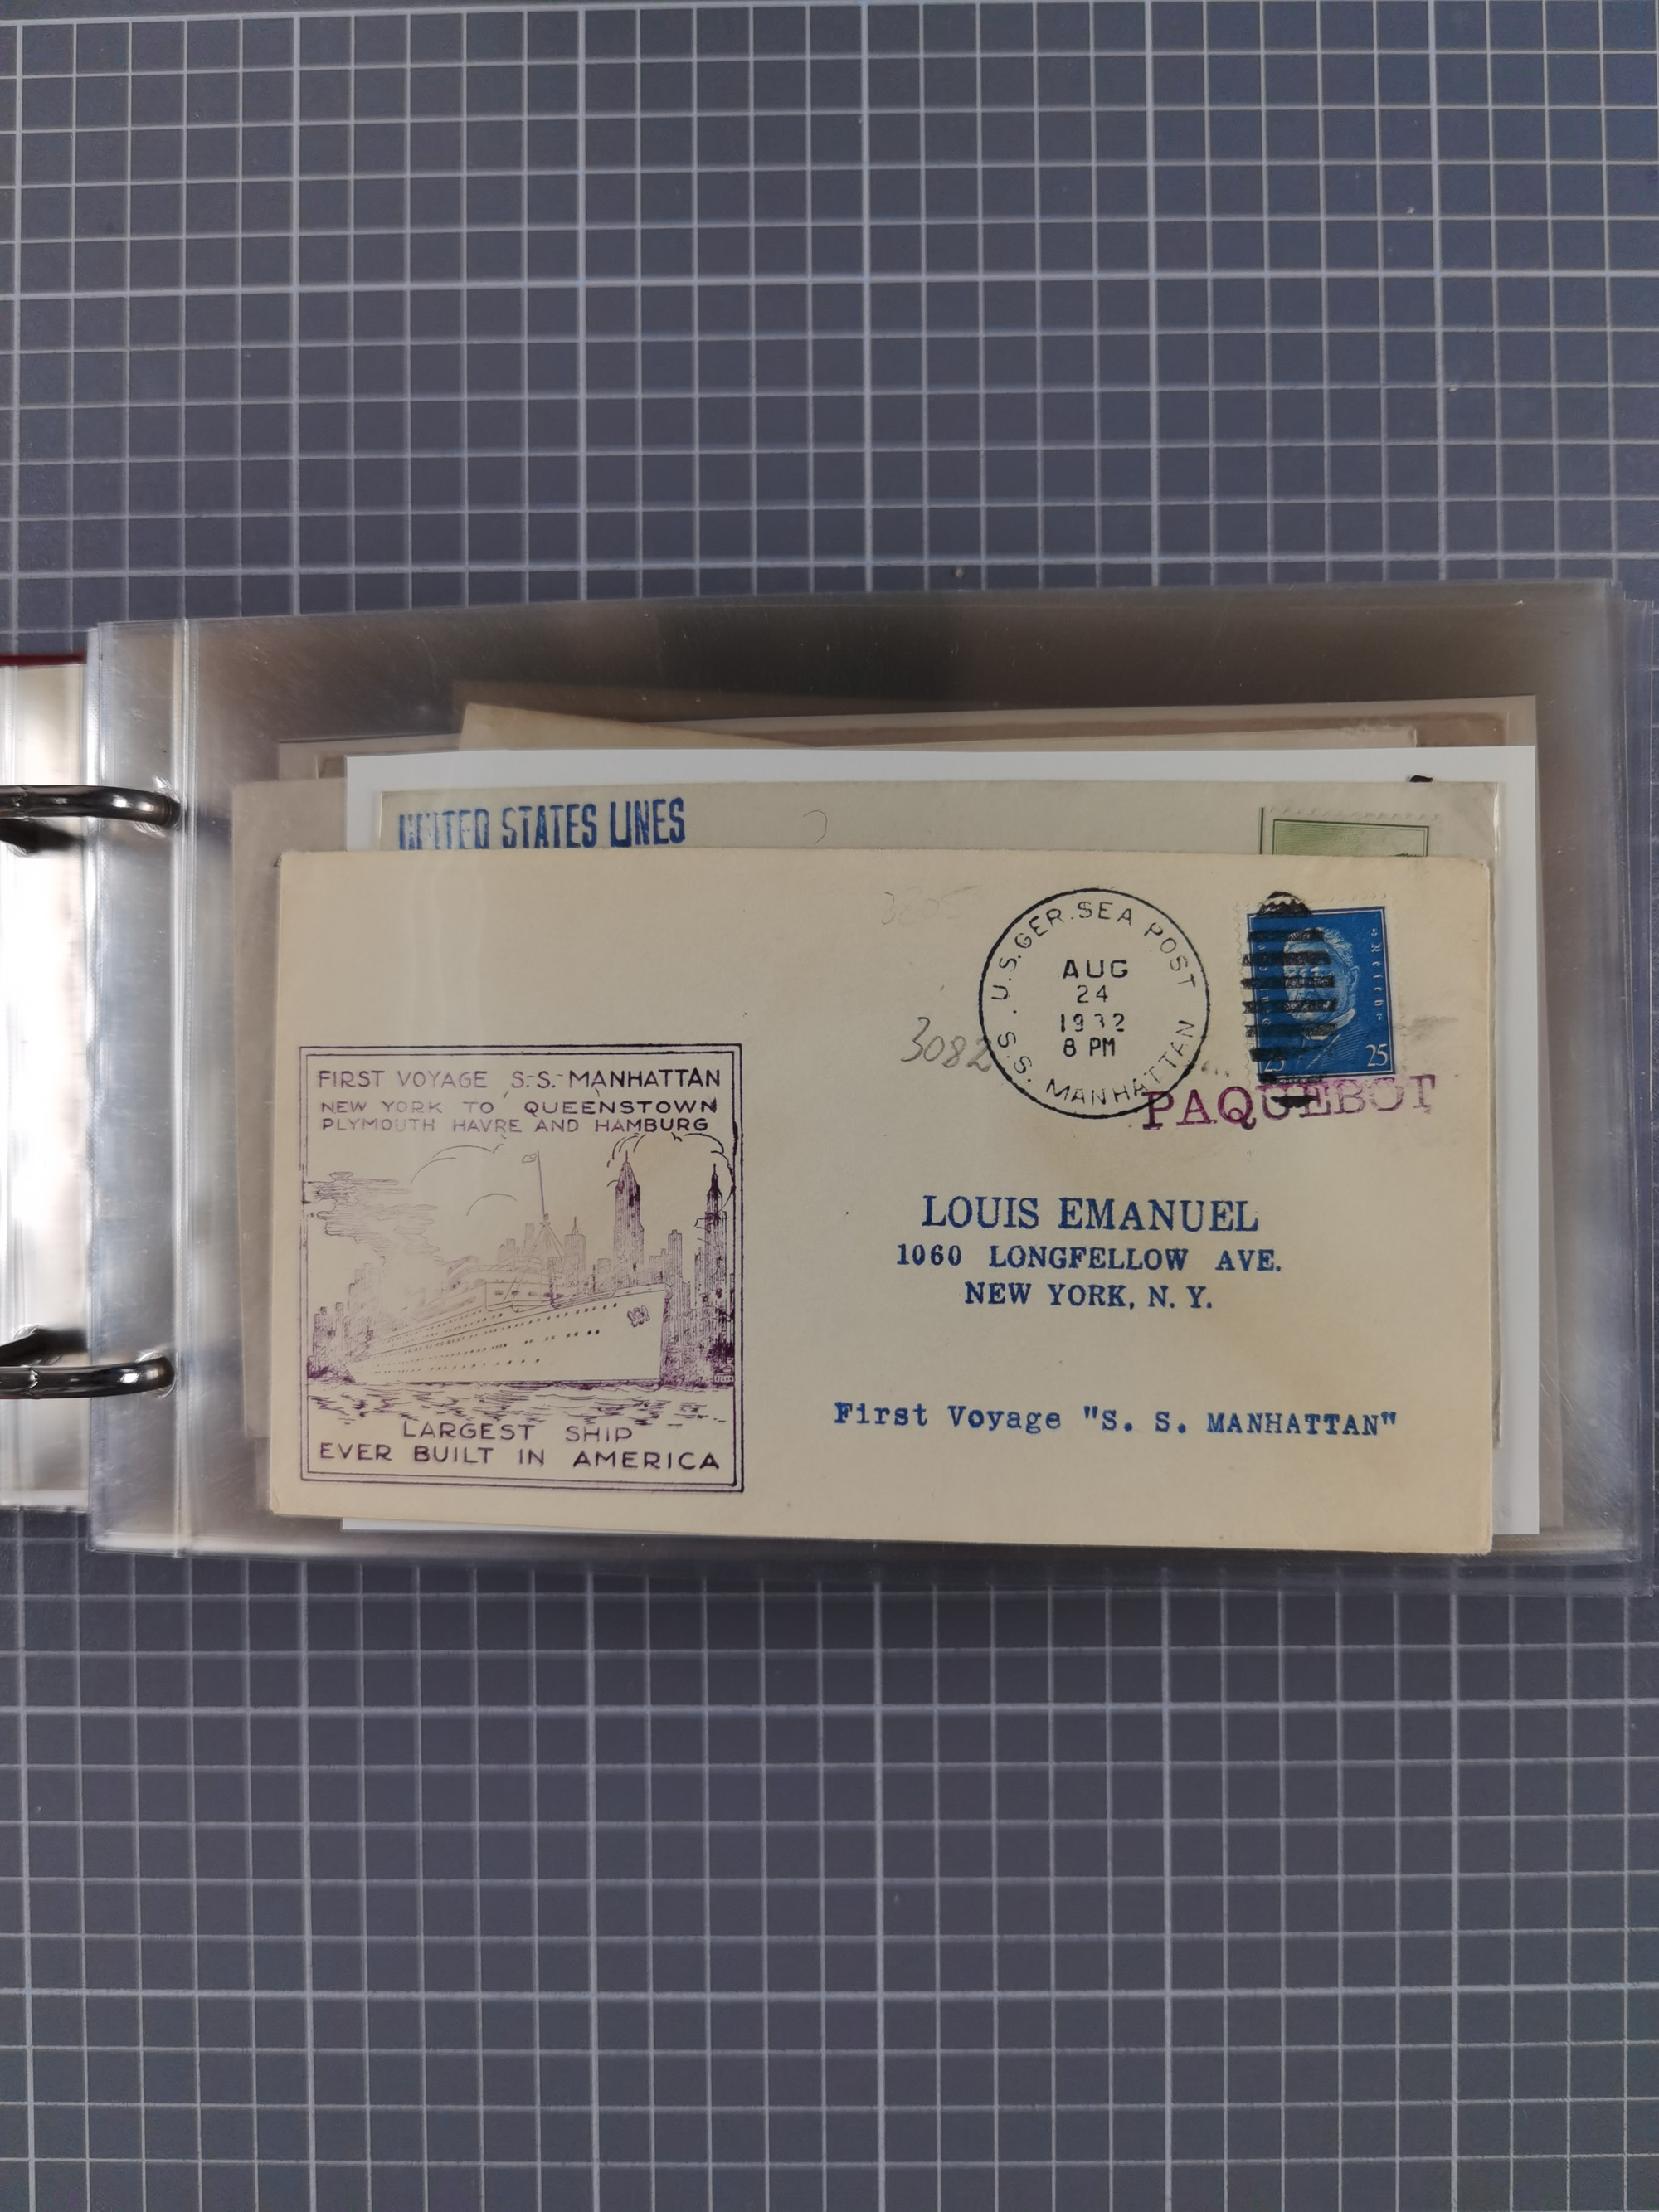 UNITED STATES LINES
U.S. GER. SEA POST
AUG
24
1932
8 PM
S.S. MANHATTAN
25
25
3082
PAQUEBOT
FIRST VOYAGE S.S. MANHATTAN
NEW YORK TO QUEENSTOWN
PLYMOUTH HAVRE AND HAMBURG
LARGEST SHIP
EVER BUILT IN AMERICA
LOUIS EMANUEL
1060 LONGFELLOW AVE.
NEW YORK, N. Y.
First Voyage "S. S. MANHATTAN"